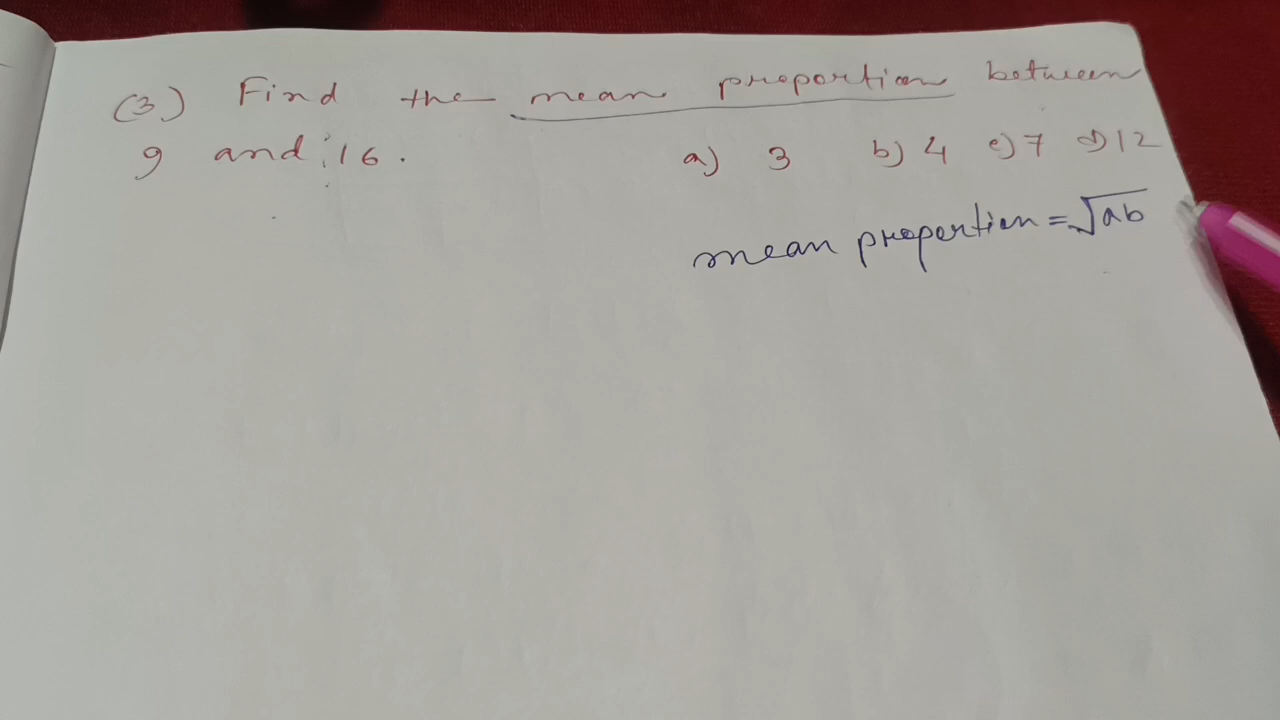 (3) Find the mean proportion between
9 and 16. a) 3 b) 4 c) 7 d) 12
mean proportion = √ab